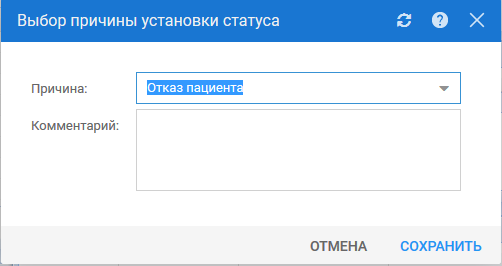 Выбор причины установки статуса
Причина: Отказ пациента
Комментарий:
ОТМЕНА СОХРАНИТЬ